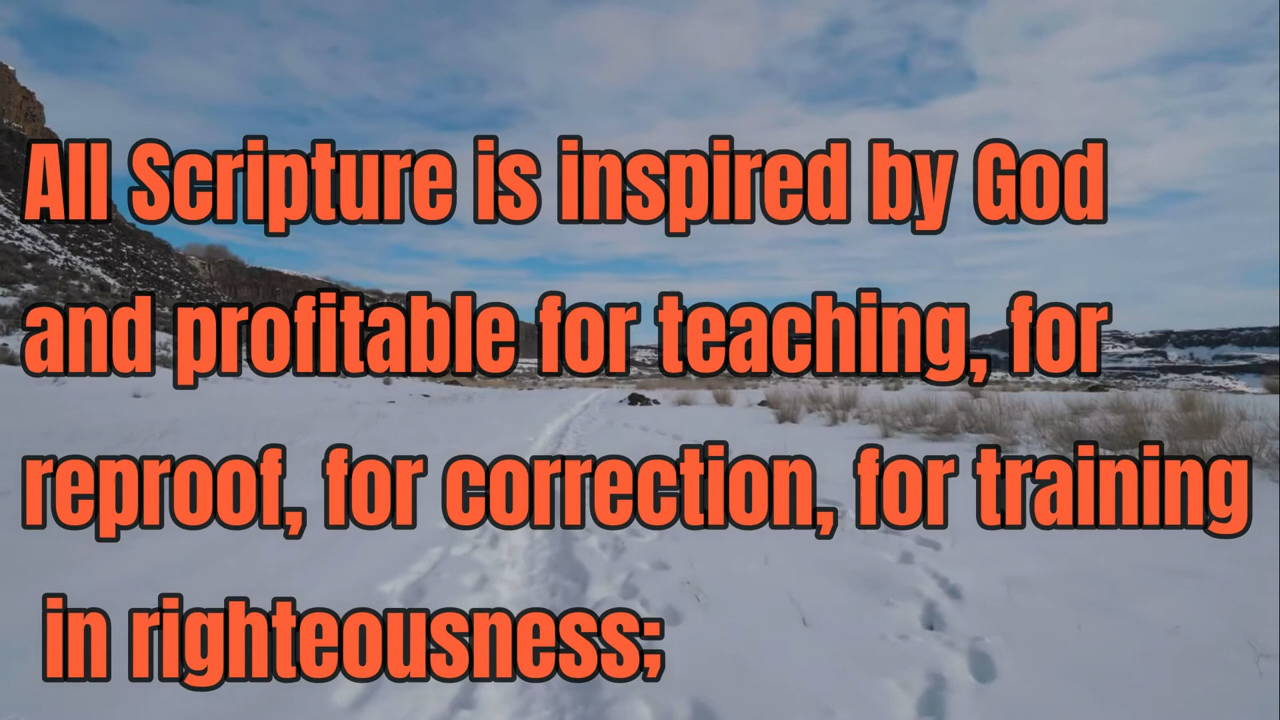 All Scripture is inspired by God
and profitable for teaching, for
reproof, for correction, for training
in righteousness;